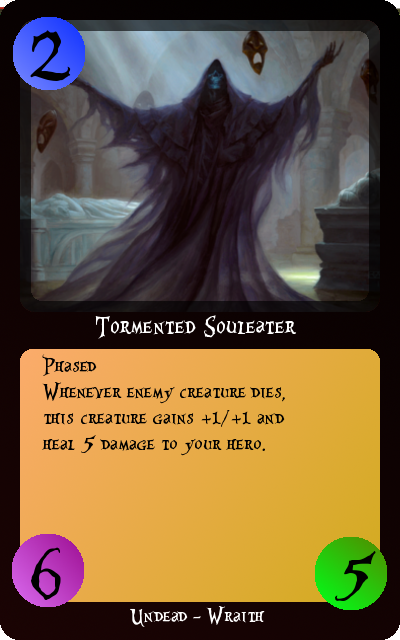 2
Tormented Souleater
Phased
Whenever enemy creature dies,
this creature gains +1/+1 and
heal 5 damage to your hero.
6
5
Undead - Wraith